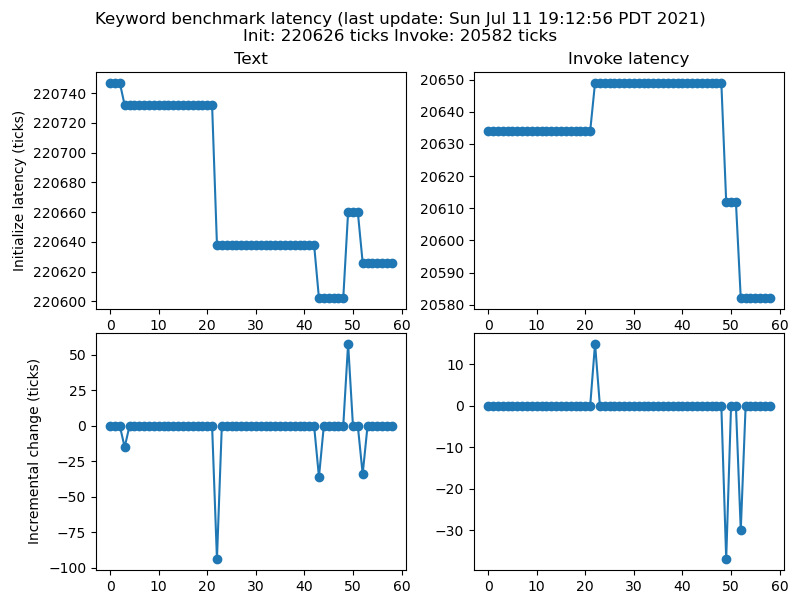 Keyword benchmark latency (last update: Sun Jul 11 19:12:56 PDT 2021)
Init: 220626 ticks Invoke: 20582 ticks
Text
Invoke latency
Initialize latency (ticks)
220740
220720
220700
220680
220660
220640
220620
220600
0 10 20 30 40 50 60
20650
20640
20630
20620
20610
20600
20590
20580
0 10 20 30 40 50 60
Incremental change (ticks)
50
25
0
−25
−50
−75
−100
0 10 20 30 40 50 60
10
0
−10
−20
−30
0 10 20 30 40 50 60